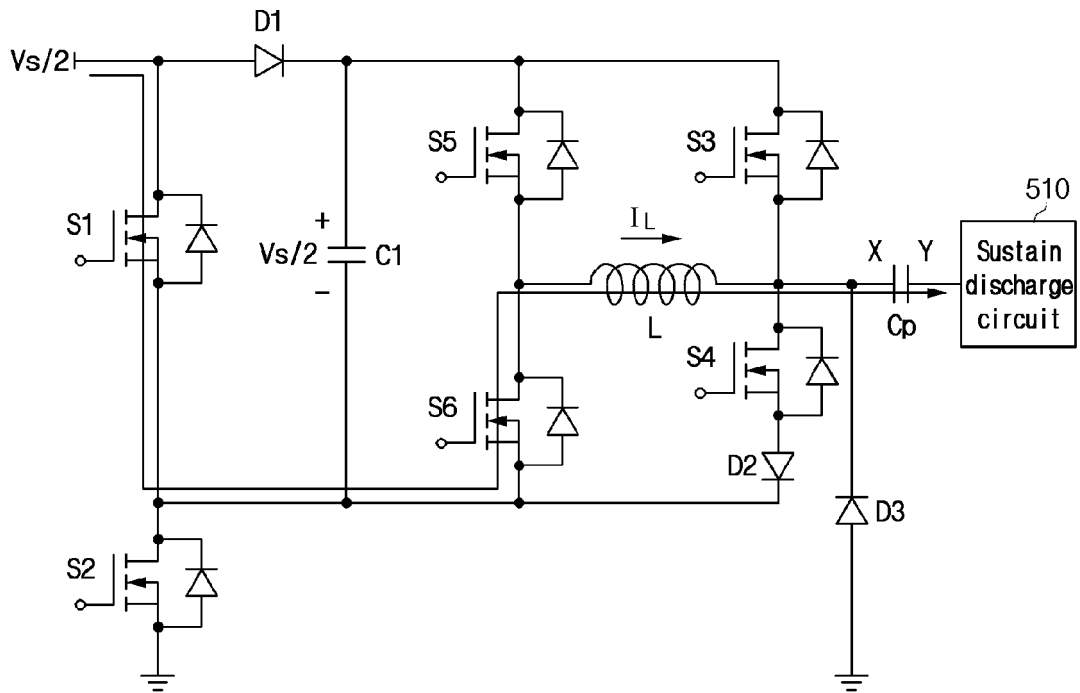 D1
Vs/2
S5
S3
510
S1
+
Vs/2
C1
−
I_L
X
Y
Sustain
discharge
circuit
L
Cp
S4
S6
D2
D3
S2